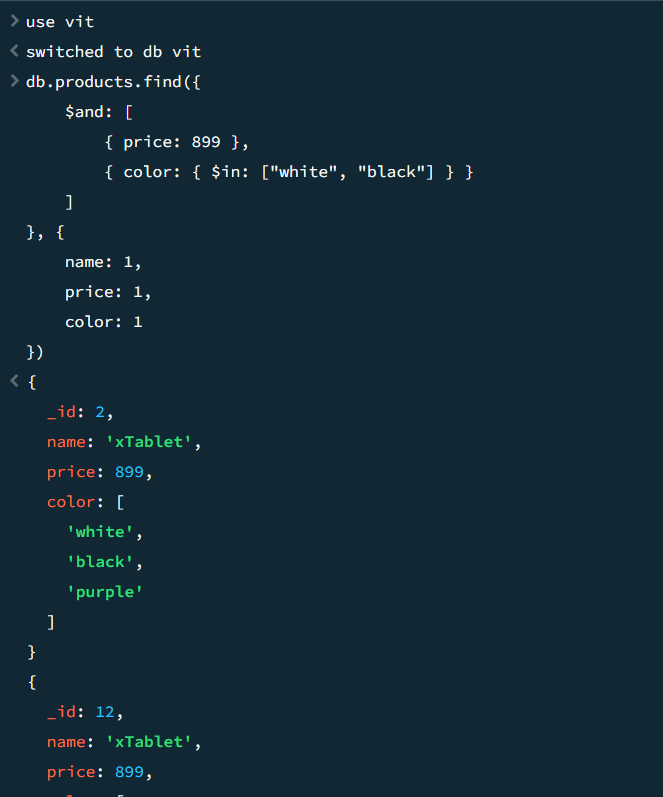 > use vit
< switched to db vit
> db.products.find({
    $and: [
        { price: 899 },
        { color: { $in: ["white", "black"] } }
    ]
}, {
    name: 1,
    price: 1,
    color: 1
})
< {
  _id: 2,
  name: 'xTablet',
  price: 899,
  color: [
    'white',
    'black',
    'purple'
  ]
}
{
  _id: 12,
  name: 'xTablet',
  price: 899,